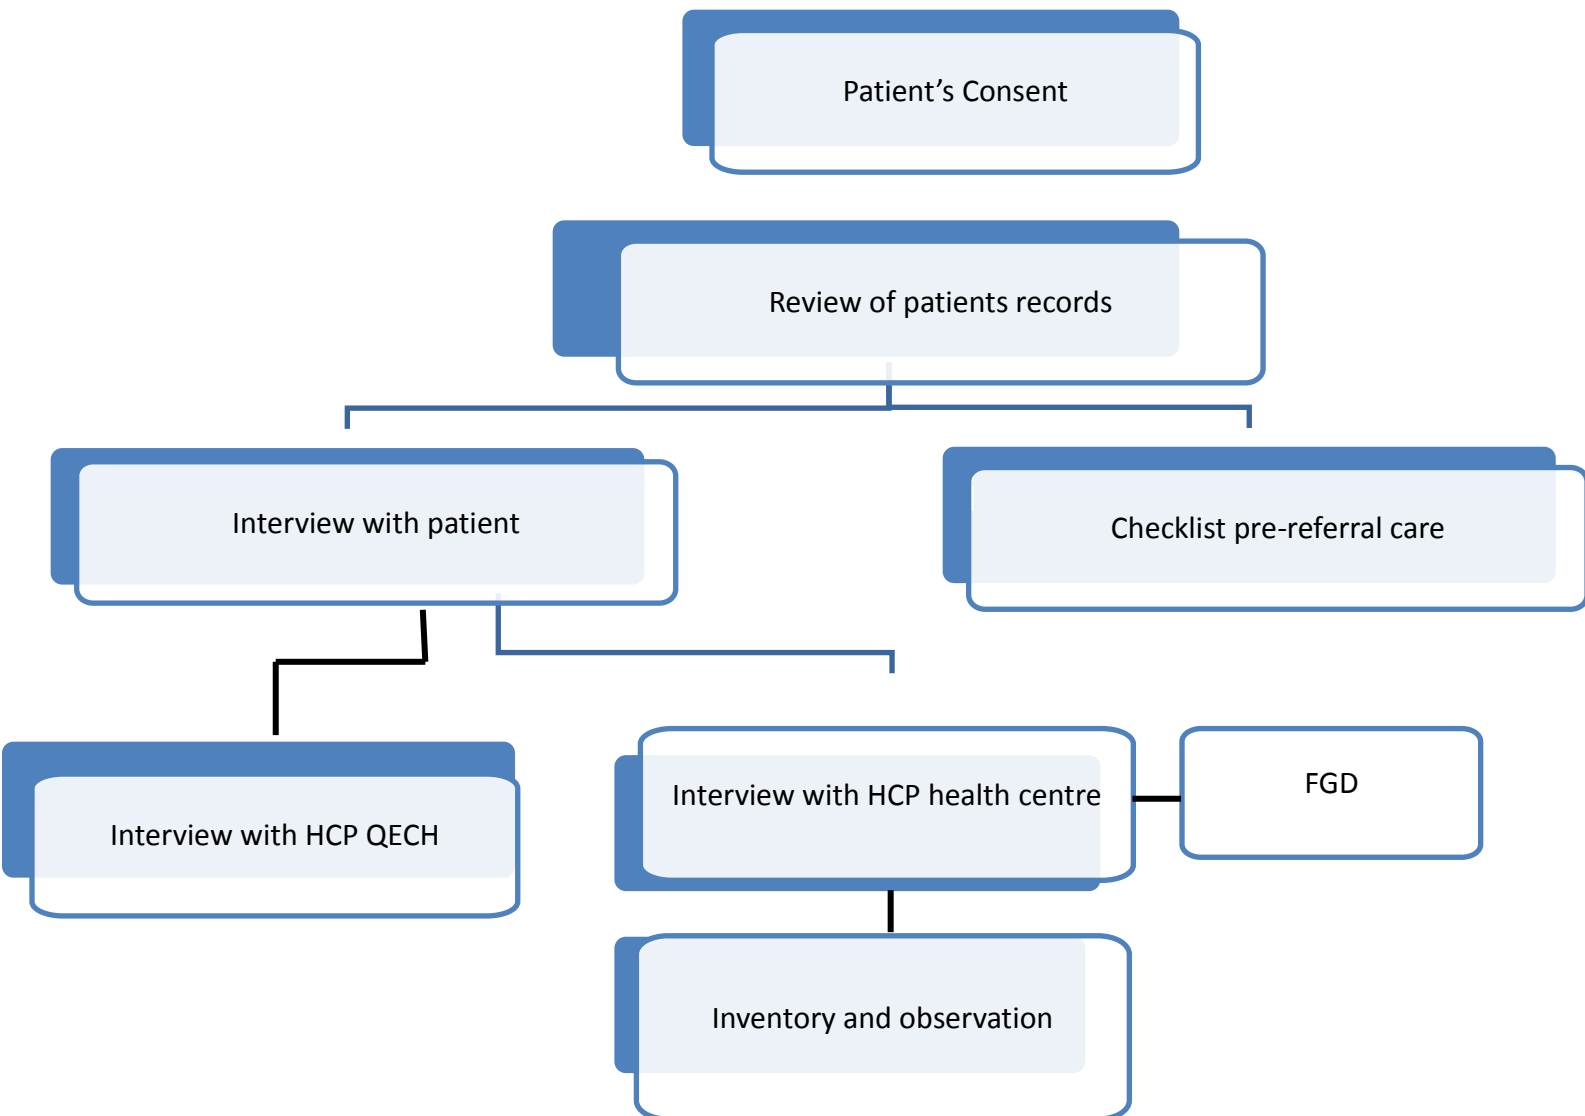 Patient’s Consent
Review of patients records
Interview with patient
Checklist pre-referral care
Interview with HCP QECH
Interview with HCP health centre
FGD
Inventory and observation